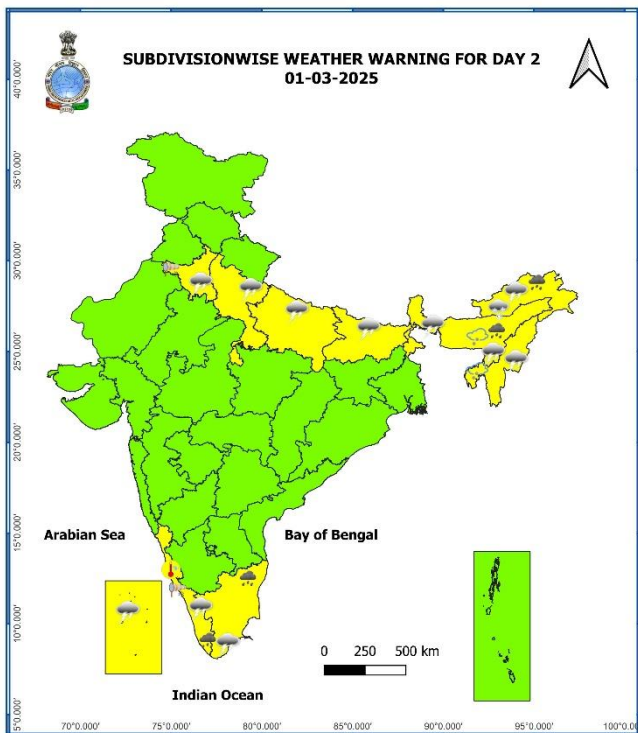 SUBDIVISIONWISE WEATHER WARNING FOR DAY 2
01-03-2025
40°0.000'
35°0.000'
30°0.000'
25°0.000'
20°0.000'
15°0.000'
10°0.000'
5°0.000'
Arabian Sea
Bay of Bengal
0 250 500 km
Indian Ocean
70°0.000' 75°0.000' 80°0.000' 85°0.000' 90°0.000' 95°0.000' 100°0.0